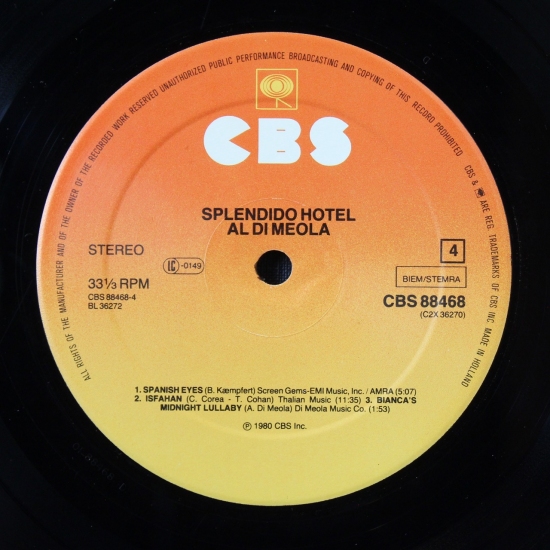 ALL RIGHTS OF THE MANUFACTURER AND OF THE OWNER OF THE RECORDED WORK RESERVED UNAUTHORIZED PUBLIC PERFORMANCE BROADCASTING AND COPYING OF THIS RECORD PROHIBITED
CBS & ARE REG. TRADEMARKS OF CBS INC. MADE IN HOLLAND
CBS
SPLENDIDO HOTEL
AL DI MEOLA
STEREO
LC -0149
4
33⅓ RPM
BIEM/STEMRA
CBS 88468-4
BL 36272
CBS 88468
(C2X 36270)
1. SPANISH EYES (B. Kæmpfert) Screen Gems-EMI Music, Inc./AMRA (5:07)
2. ISFAHAN (C. Corea - T. Cohan) Thalian Music (11:35) 3. BIANCA'S
MIDNIGHT LULLABY (A. Di Meola) Di Meola Music Co. (1:53)
℗ 1980 CBS Inc.